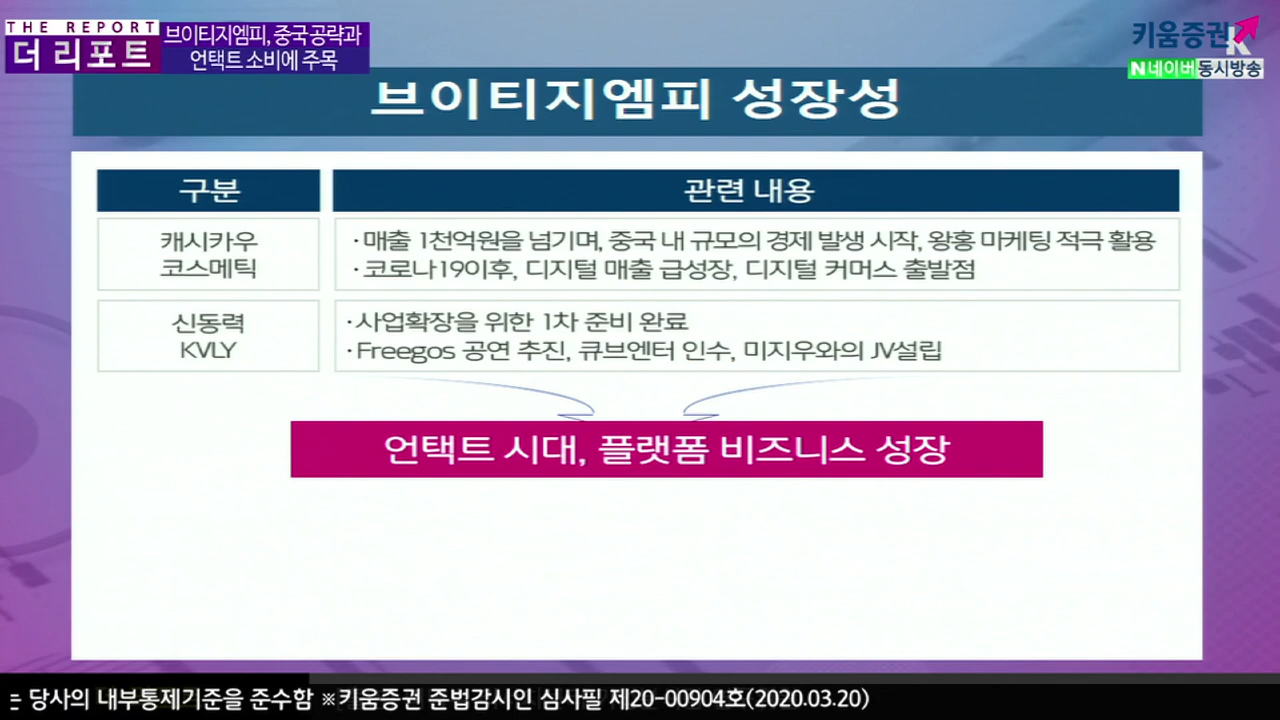 THE REPORT
더 리포트
브이티지엠피, 중국 공략과
언택트 소비에 주목
키움증권
N 네이버 동시방송
브이티지엠피 성장성
구분
관련 내용
캐시카우
코스메틱
·매출 1천억원을 넘기며, 중국 내 규모의 경제 발생 시작, 왕홍 마케팅 적극 활용
·코로나19이후, 디지털 매출 급성장, 디지털 커머스 출발점
신동력
KVLY
·사업확장을 위한 1차 준비 완료
·Freegos 공연 추진, 큐브엔터 인수, 미지우와의 JV설립
언택트 시대, 플랫폼 비즈니스 성장
당사의 내부통제기준을 준수함 ※키움증권 준법감시인 심사필 제20-00904호(2020.03.20)